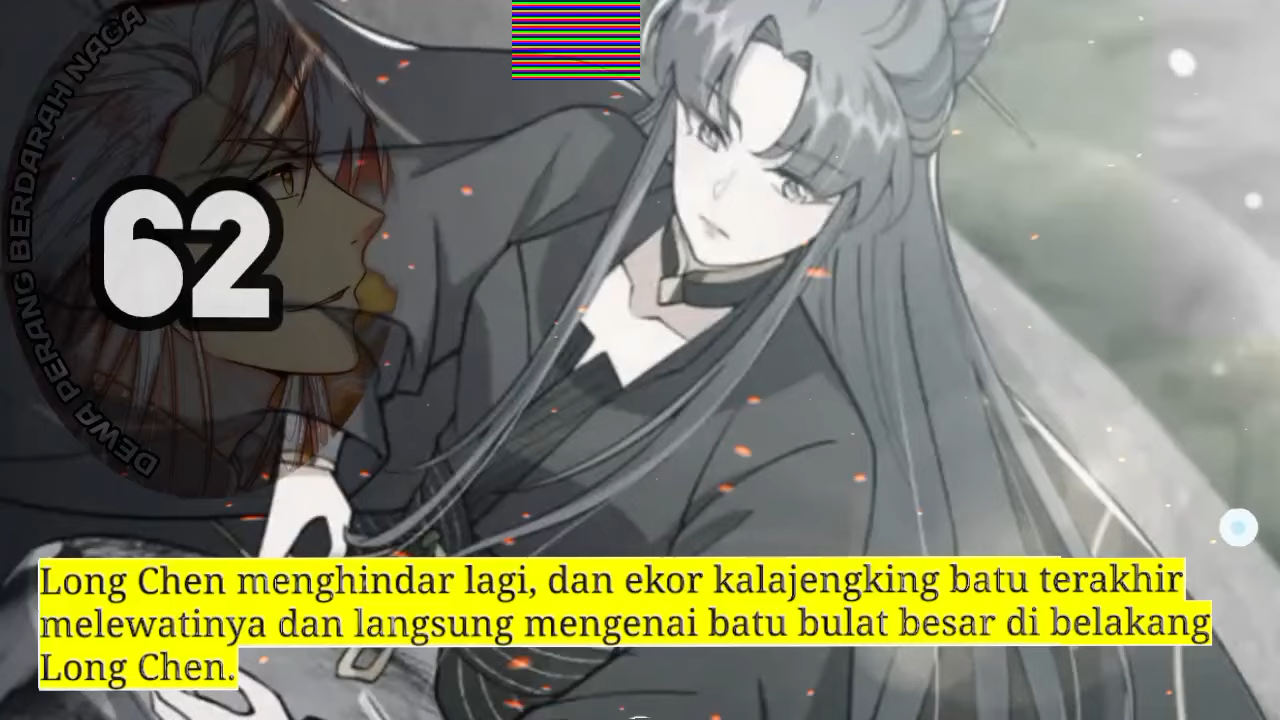 DEWA PERANG BERDARAH NAGA
62
Long Chen menghindar lagi, dan ekor kalajengking batu terakhir
melewatinya dan langsung mengenai batu bulat besar di belakang
Long Chen.